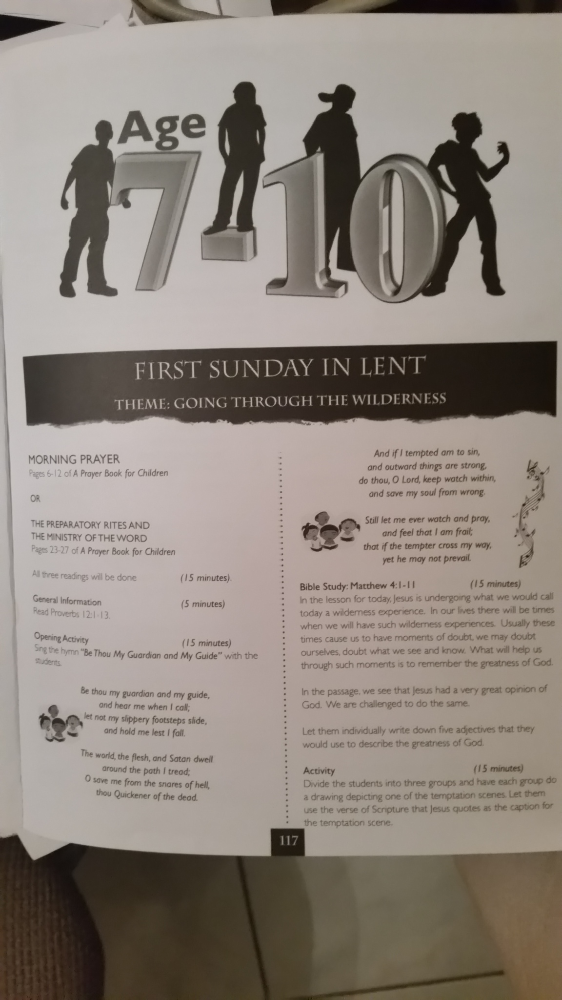 Age
7-10
FIRST SUNDAY IN LENT
THEME: GOING THROUGH THE WILDERNESS
MORNING PRAYER
Pages 6-12 of A Prayer Book for Children
OR
THE PREPARATORY RITES AND
THE MINISTRY OF THE WORD
Pages 23-27 of A Prayer Book for Children
All three readings will be done (15 minutes).
General Information (5 minutes)
Read Proverbs 12:1-13.
Opening Activity (15 minutes)
Sing the hymn "Be Thou My Guardian and My Guide" with the
students.
Be thou my guardian and my guide,
and hear me when I call;
let not my slippery footsteps slide,
and hold me lest I fall.
The world, the flesh, and Satan dwell
around the path I tread;
O save me from the snares of hell,
thou Quickener of the dead.
And if I tempted am to sin,
and outward things are strong,
do thou, O Lord, keep watch within,
and save my soul from wrong.
Still let me ever watch and pray,
and feel that I am frail;
that if the tempter cross my way,
yet he may not prevail.
Bible Study: Matthew 4:1-11 (15 minutes)
In the lesson for today, Jesus is undergoing what we would call
today a wilderness experience. In our lives there will be times
when we will have such wilderness experiences. Usually these
times cause us to have moments of doubt, we may doubt
ourselves, doubt what we see and know. What will help us
through such moments is to remember the greatness of God.
In the passage, we see that Jesus had a very great opinion of
God. We are challenged to do the same.
Let them individually write down five adjectives that they
would use to describe the greatness of God.
Activity (15 minutes)
Divide the students into three groups and have each group do
a drawing depicting one of the temptation scenes. Let them
use the verse of Scripture that Jesus quotes as the caption for
the temptation scene.
117